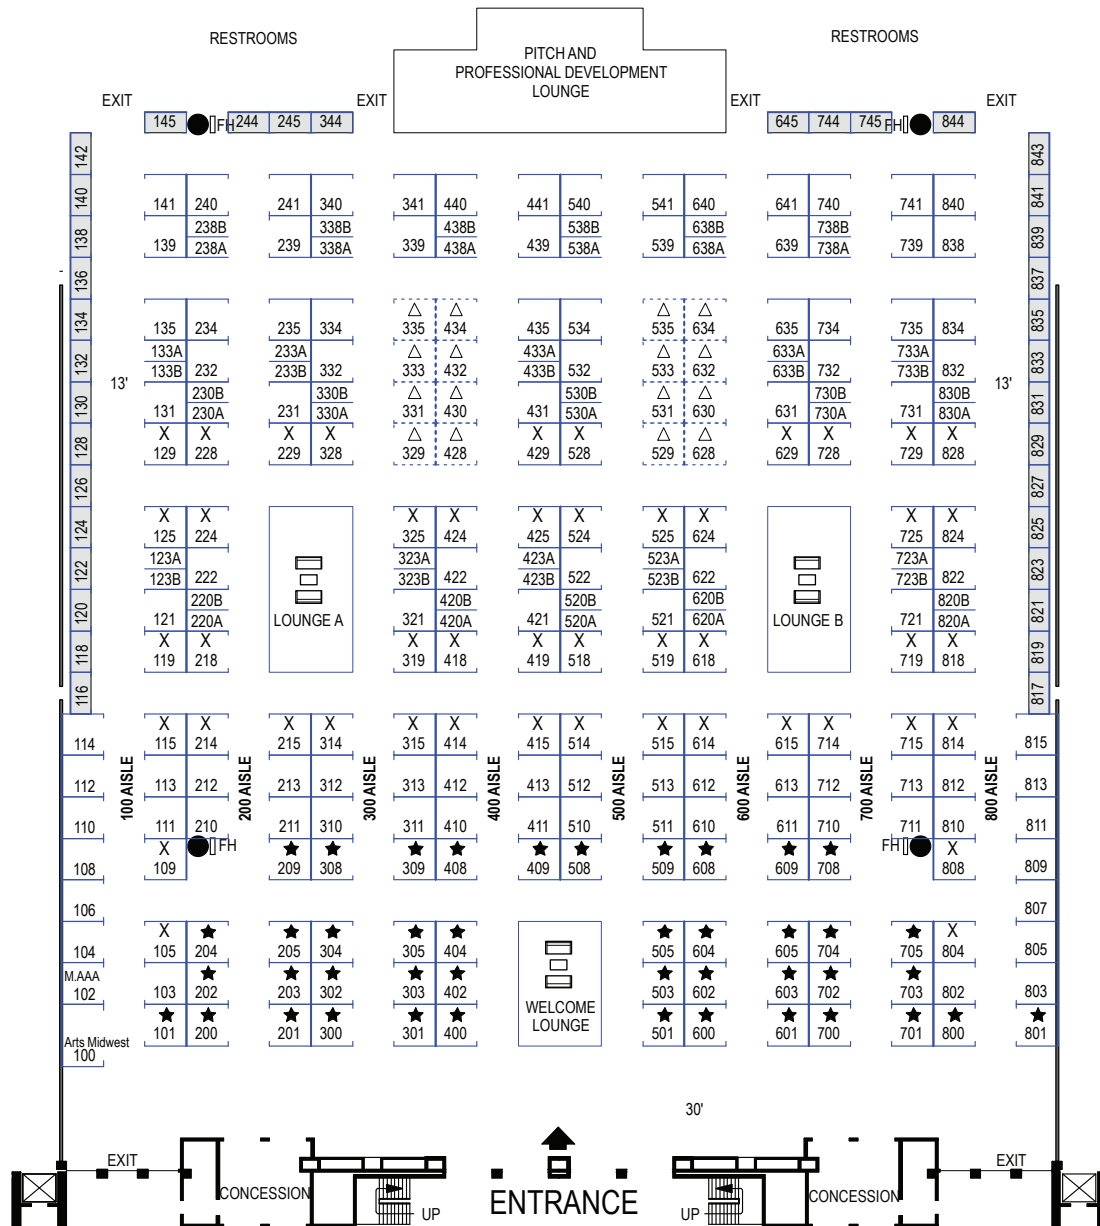 RESTROOMS RESTROOMS
PITCH AND
PROFESSIONAL DEVELOPMENT
LOUNGE
EXIT EXIT EXIT EXIT
145 FH 244 245 344 645 744 745 FH 844
142 843
140 141 240 241 340 341 440 441 540 541 640 641 740 741 840 841
238B 338B 438B 538B 638B 738B
138 139 238A 239 338A 339 438A 439 538A 539 638A 639 738A 739 838 839
136 837
134 135 234 235 334 335 434 435 534 535 634 635 734 735 834 835
133A 233A 433A 633A 733A
132 133B 232 233B 332 333 432 433B 532 533 632 633B 732 733B 832 833
13' 13'
230B 330B 530B 730B 830B
130 131 230A 231 330A 331 430 431 530A 531 630 631 730A 731 830A 831
X X X X X X X X X X
128 129 228 229 328 329 428 429 528 529 628 629 728 729 828 829
126 827
X X X X X X X X X X
124 125 224 325 424 425 524 525 624 725 824 825
123A 323A 423A 523A 723A
122 123B 222 323B 422 423B 522 523B 622 723B 822 823
220B 420B 520B 620B 820B
120 121 220A LOUNGE A 321 420A 421 520A 521 620A LOUNGE B 721 820A 821
X X X X X X X X X X
118 119 218 319 418 419 518 519 618 719 818 819
116 817
X X X X X X X X X X X X X X
114 115 214 215 314 315 414 415 514 515 614 615 714 715 814 815
100 AISLE 200 AISLE 300 AISLE 400 AISLE 500 AISLE 600 AISLE 700 AISLE 800 AISLE
112 113 212 213 312 313 412 413 512 513 612 613 712 713 812 813
110 111 210 211 310 311 410 411 510 511 610 611 710 711 810 811
X FH FH X
108 109 209 308 309 408 409 508 509 608 609 708 808 809
106 807
X X
104 105 204 205 304 305 404 505 604 605 704 705 804 805
M.AAA
102 103 202 203 302 303 402 503 602 603 702 703 802 803
WELCOME
LOUNGE
101 200 201 300 301 400 501 600 601 700 701 800 801
Arts Midwest
100
30'
EXIT EXIT
CONCESSION CONCESSION
ENTRANCE
UP UP